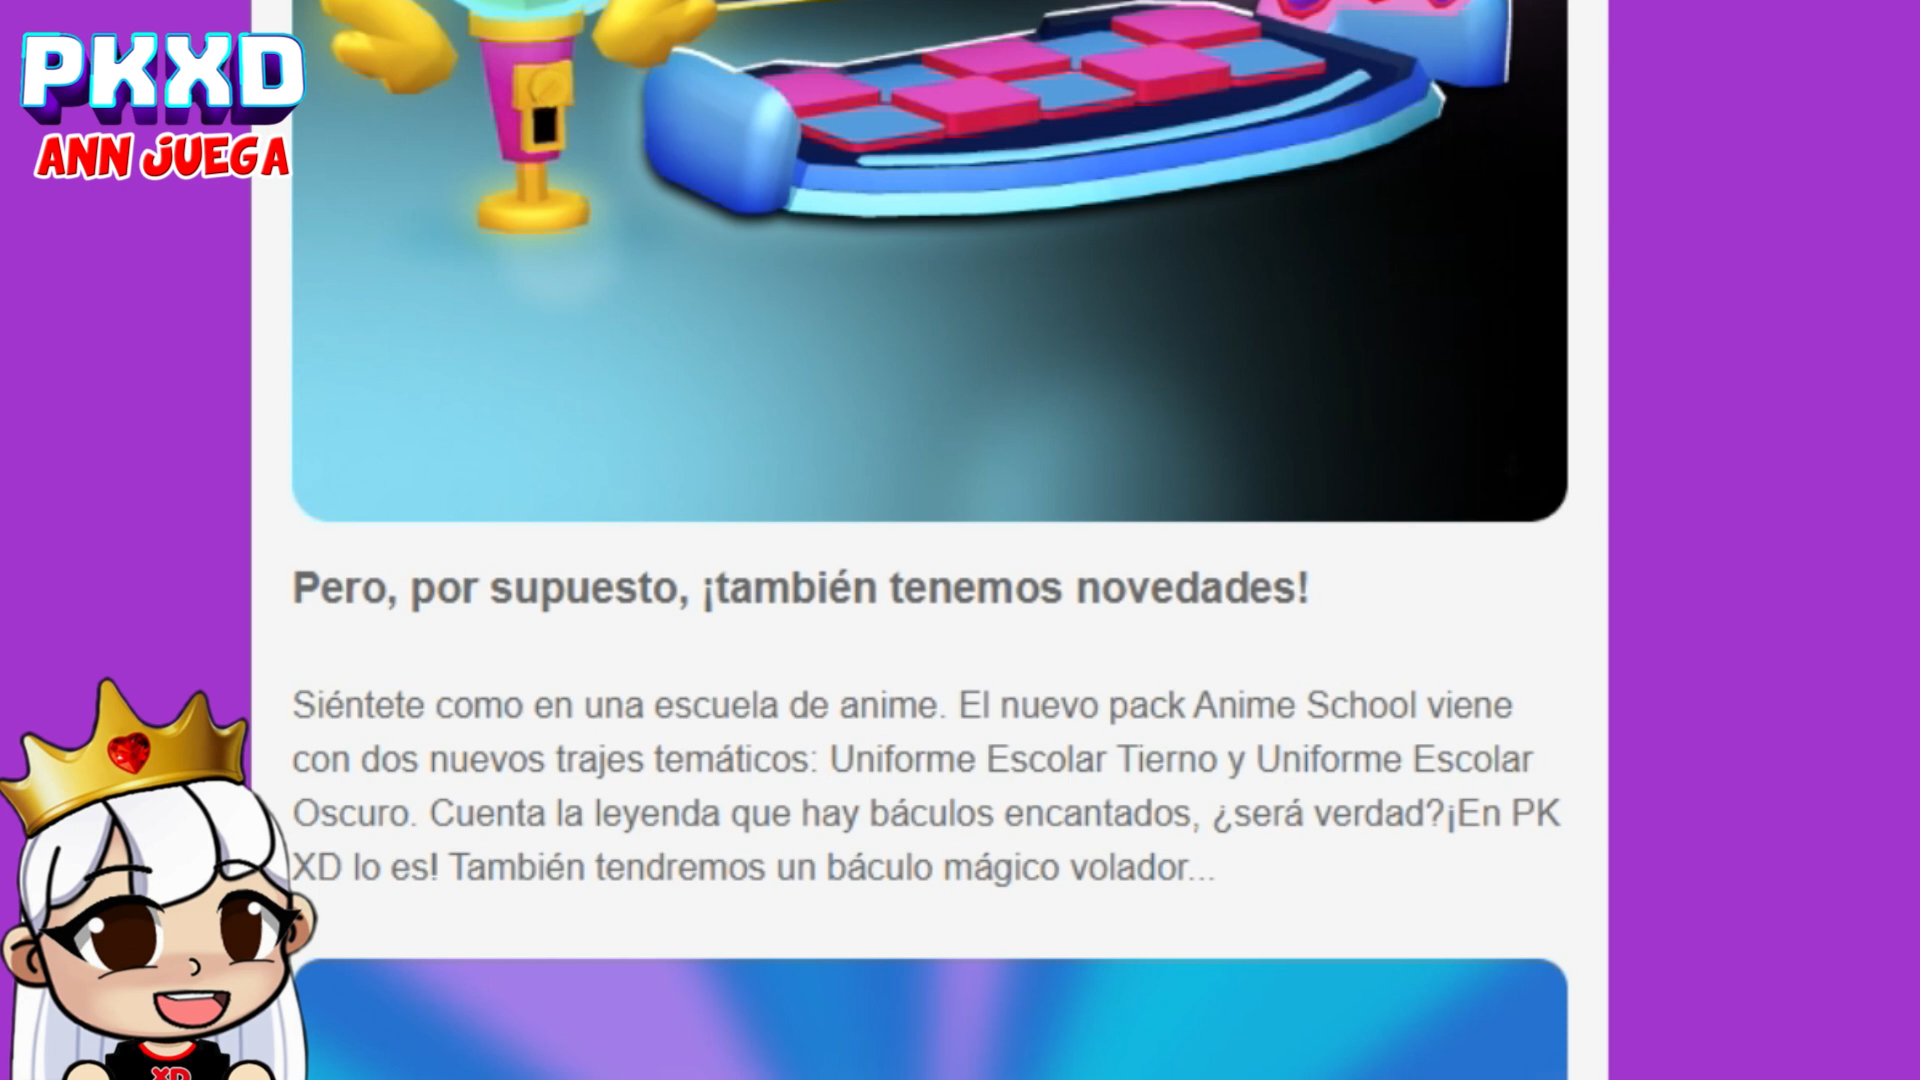 PKXD
ANN JUEGA
Pero, por supuesto, ¡también tenemos novedades!
Siéntete como en una escuela de anime. El nuevo pack Anime School viene
con dos nuevos trajes temáticos: Uniforme Escolar Tierno y Uniforme Escolar
Oscuro. Cuenta la leyenda que hay báculos encantados, ¿será verdad?¡En PK
XD lo es! También tendremos un báculo mágico volador...
XD